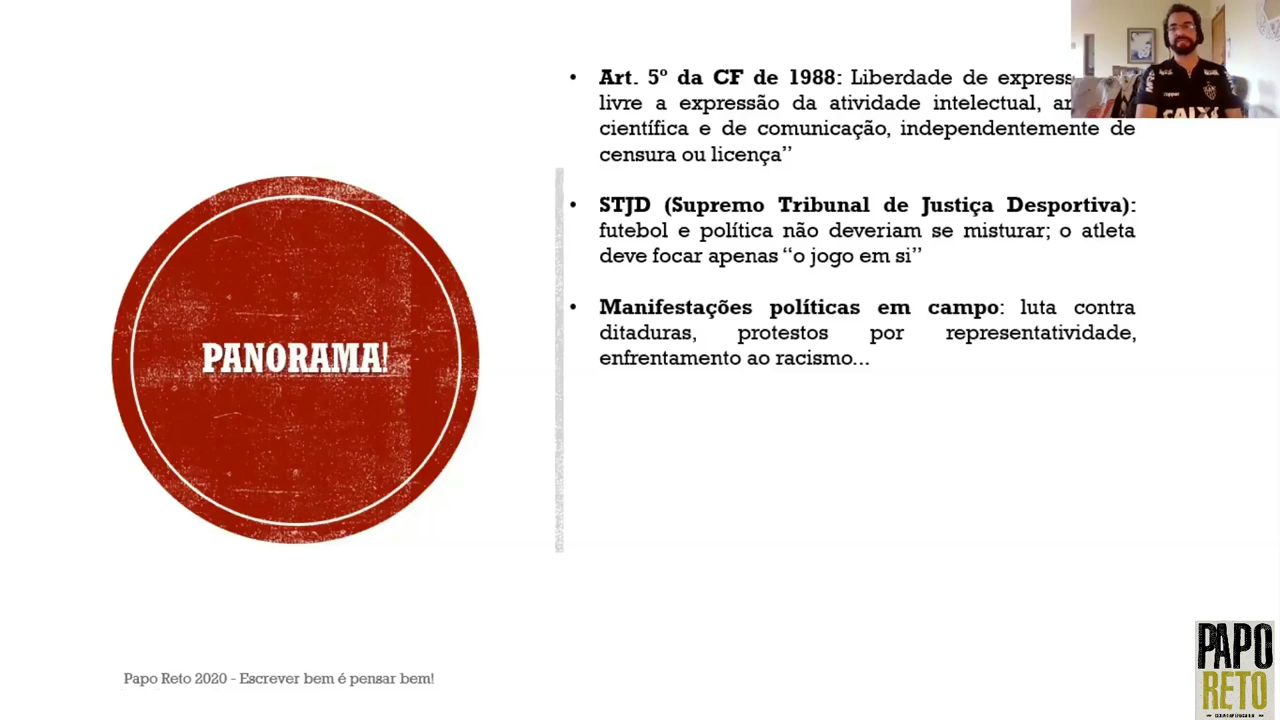 • Art. 5º da CF de 1988: Liberdade de
livre a expressão da atividade intelectual,
científica e de comunicação, independentemente de
censura ou licença”
• STJD (Supremo Tribunal de Justiça Desportiva):
futebol e política não deveriam se misturar; o atleta
deve focar apenas “o jogo em si”
• Manifestações políticas em campo: luta contra
ditaduras, protestos por representatividade,
enfrentamento ao racismo...
PANORAMA!
Papo Reto 2020 - Escrever bem é pensar bem!
PAPO
RETO